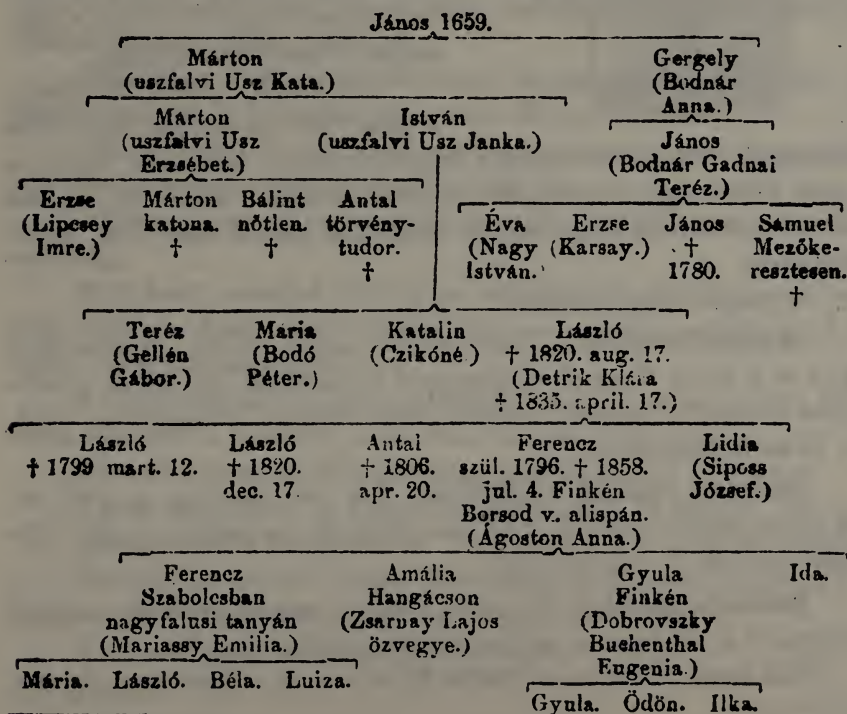 János 1659.
Márton Gergely
(uszfalvi Usz Kata.) (Bodnár
Anna.)
Márton István
(uszfalvi Usz (uszfalvi Usz Janka.) János
Erzsébet.) (Bodnár Gadnai
Teréz.)
Erzse Márton Bálint Antal
(Lipcsey katona. nőtlen. törvény-
Imre.) † † tudor.
†
Éva Erzse János Sámuel
(Nagy (Karsay.) † Mezőke-
István.) 1780. resztesen.
†
Teréz Mária Katalin László
(Gellén (Bodó (Czikóné.) † 1820. aug. 17.
Gábor.) Péter.) (Detrik Klára
† 1835. april. 17.)
László László Antal Ferencz Lidia
† 1799 mart. 12. † 1820. † 1806. szül. 1796. † 1858. (Siposs
dec. 17. apr. 20. jul. 4. Finkén József.)
Borsod v. alispán.
(Ágoston Anna.)
Ferencz Amália Gyula Ida.
Szabolcsban Hangácson Finkén
nagyfalusi tanyán (Zsarnay Lajos (Dobrovszky
(Mariassy Emilia.) özvegye.) Buchenthal
Eugenia.)
Mária. László. Béla. Luiza.
Gyula. Ödön. Ilka.